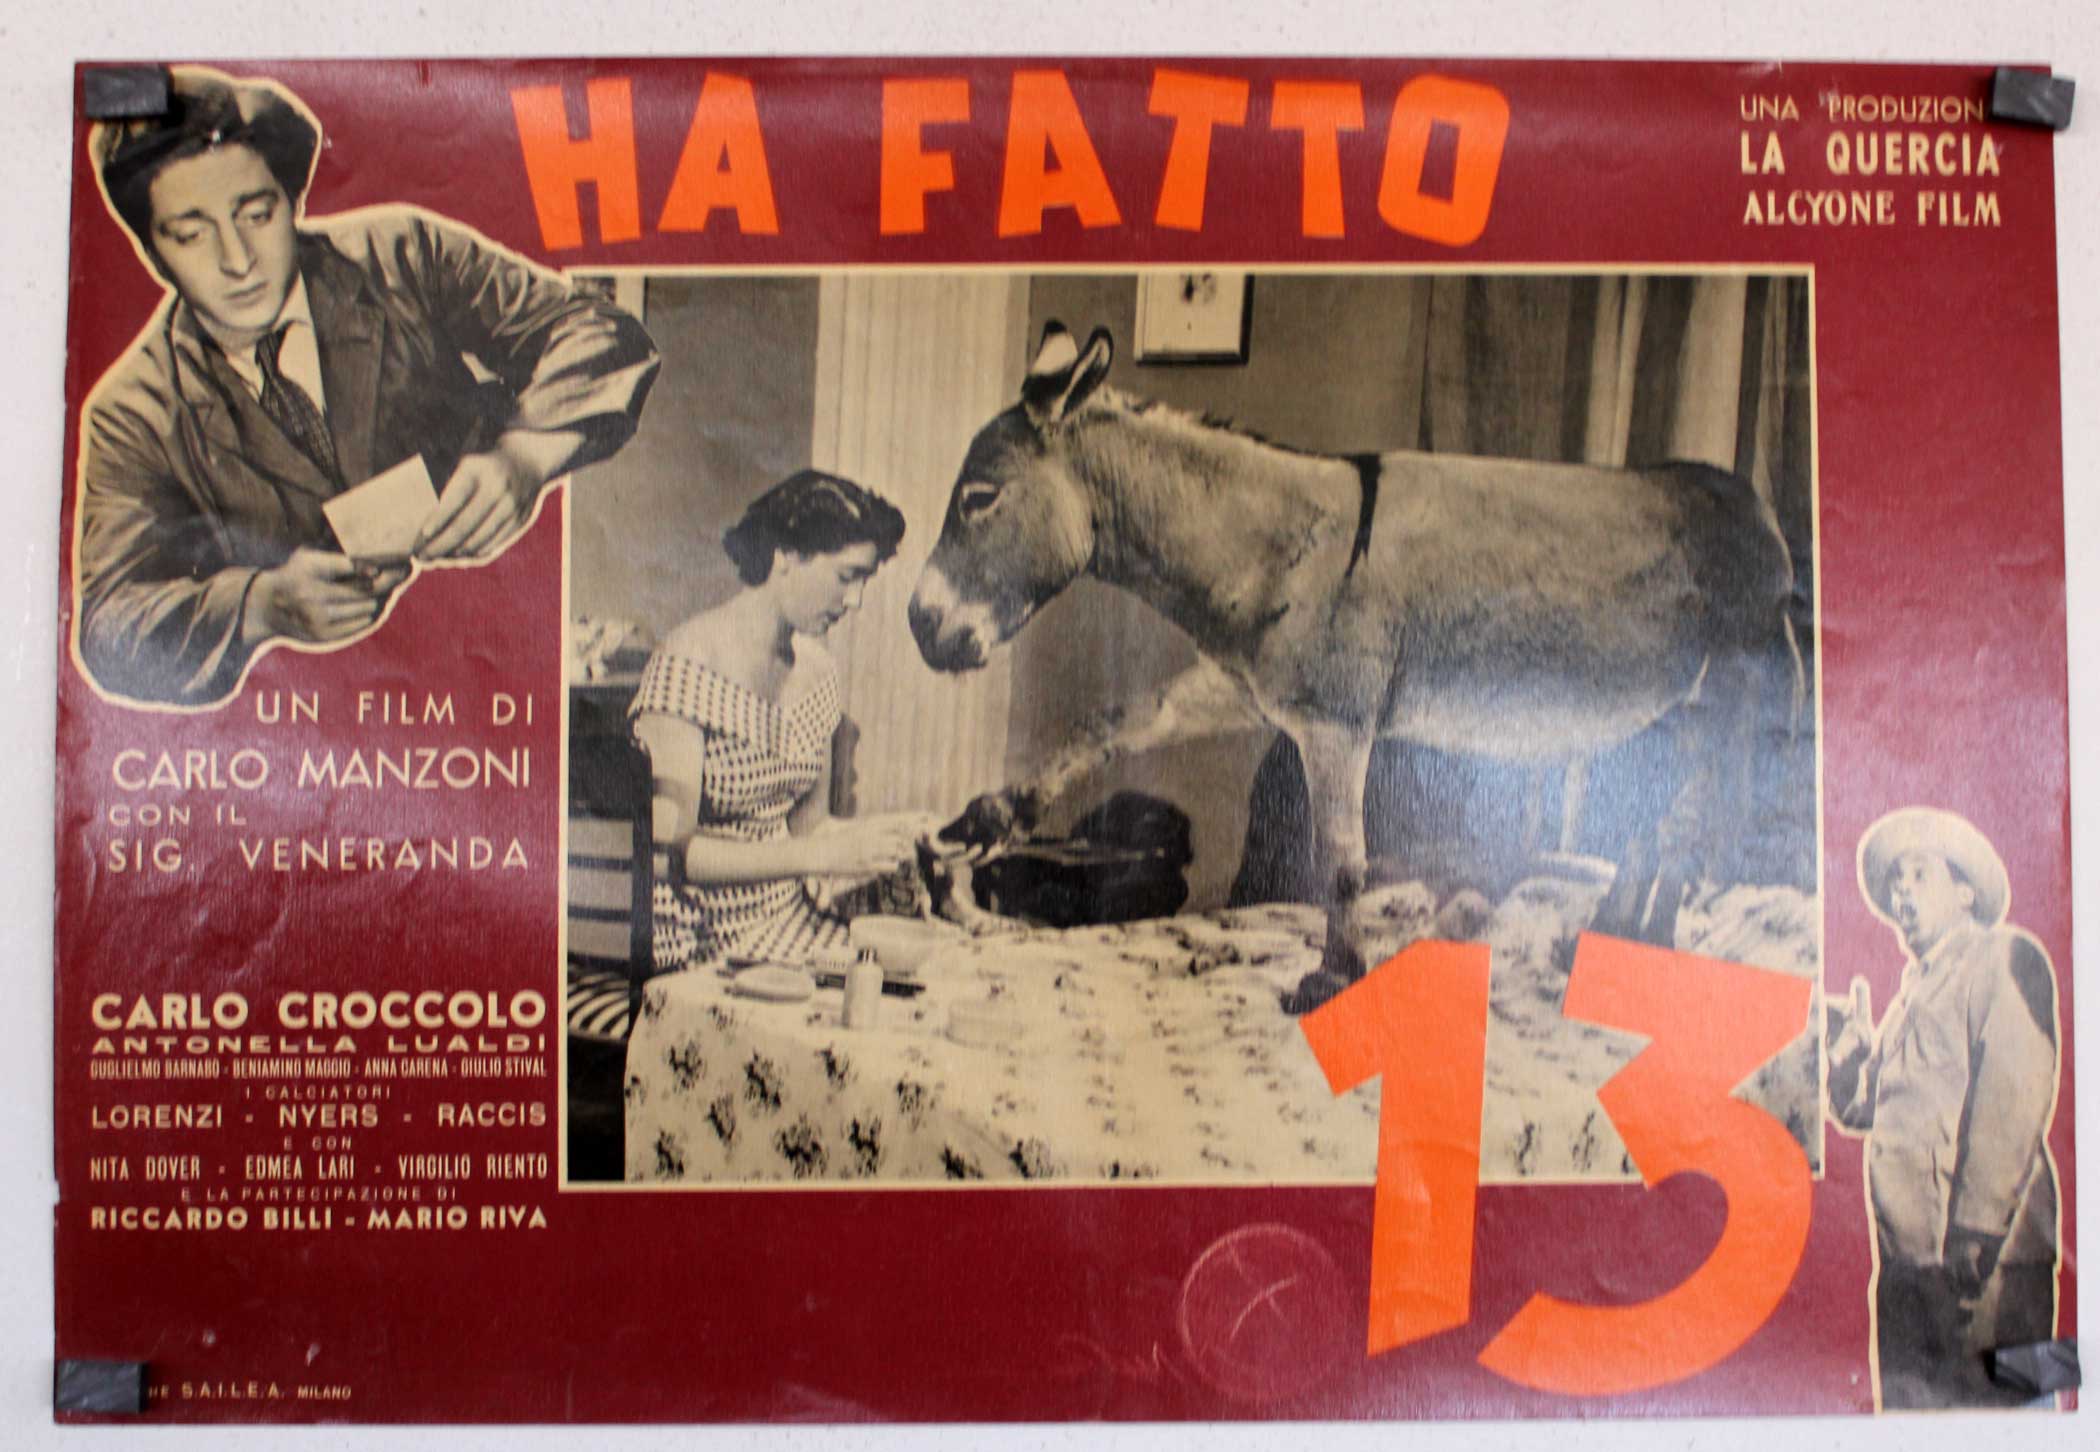 HA FATTO
UNA PRODUZION
LA QUERCIA
ALCYONE FILM
UN FILM DI
CARLO MANZONI
CON IL
SIG. VENERANDA
CARLO CROCCOLO
ANTONELLA LUALDI
GUGLIELMO BARNABO - BENIAMINO MAGGIO - ANNA CARENA - GIULIO STIVAL
I CALCIATORI
LORENZI - NYERS - RACCIS
E CON
NITA DOVER - EDMEA LARI - VIRGILIO RIENTO
E LA PARTECIPAZIONE DI
RICCARDO BILLI - MARIO RIVA
13
S.A.I.L.E.A. MILANO